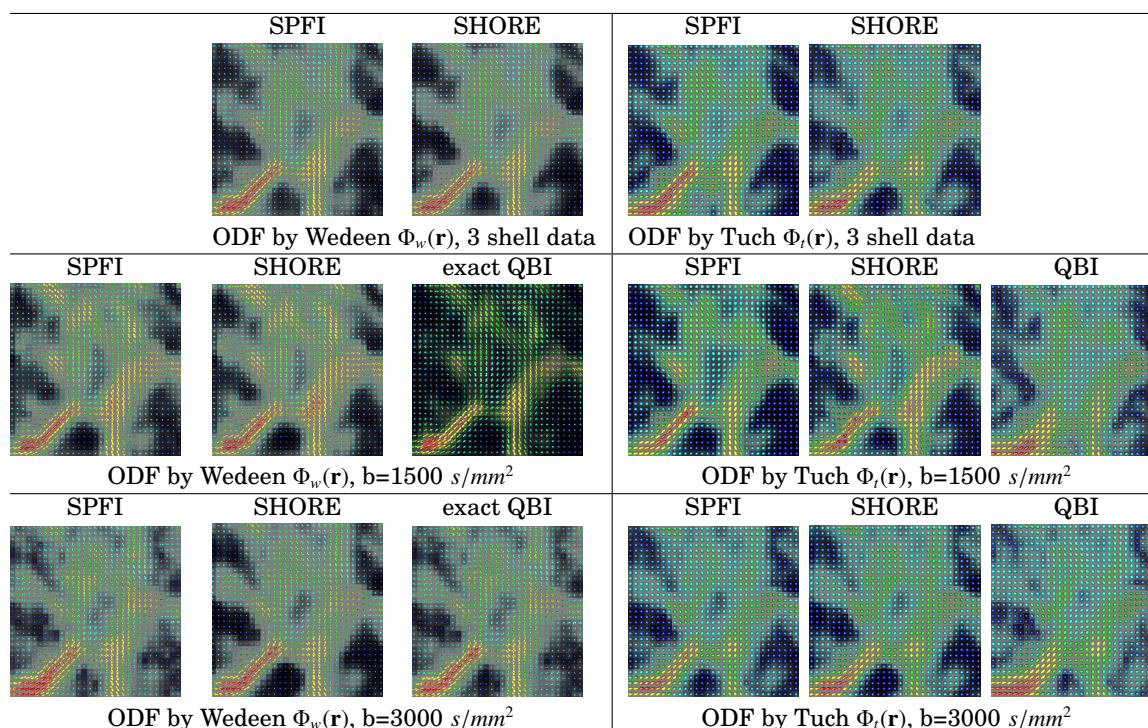 SPFI SHORE SPFI SHORE
ODF by Wedeen Φ_w(r), 3 shell data ODF by Tuch Φ_t(r), 3 shell data
SPFI SHORE exact QBI SPFI SHORE QBI
ODF by Wedeen Φ_w(r), b=1500 s/mm² ODF by Tuch Φ_t(r), b=1500 s/mm²
SPFI SHORE exact QBI SPFI SHORE QBI
ODF by Wedeen Φ_w(r), b=3000 s/mm² ODF by Tuch Φ_t(r), b=3000 s/mm²